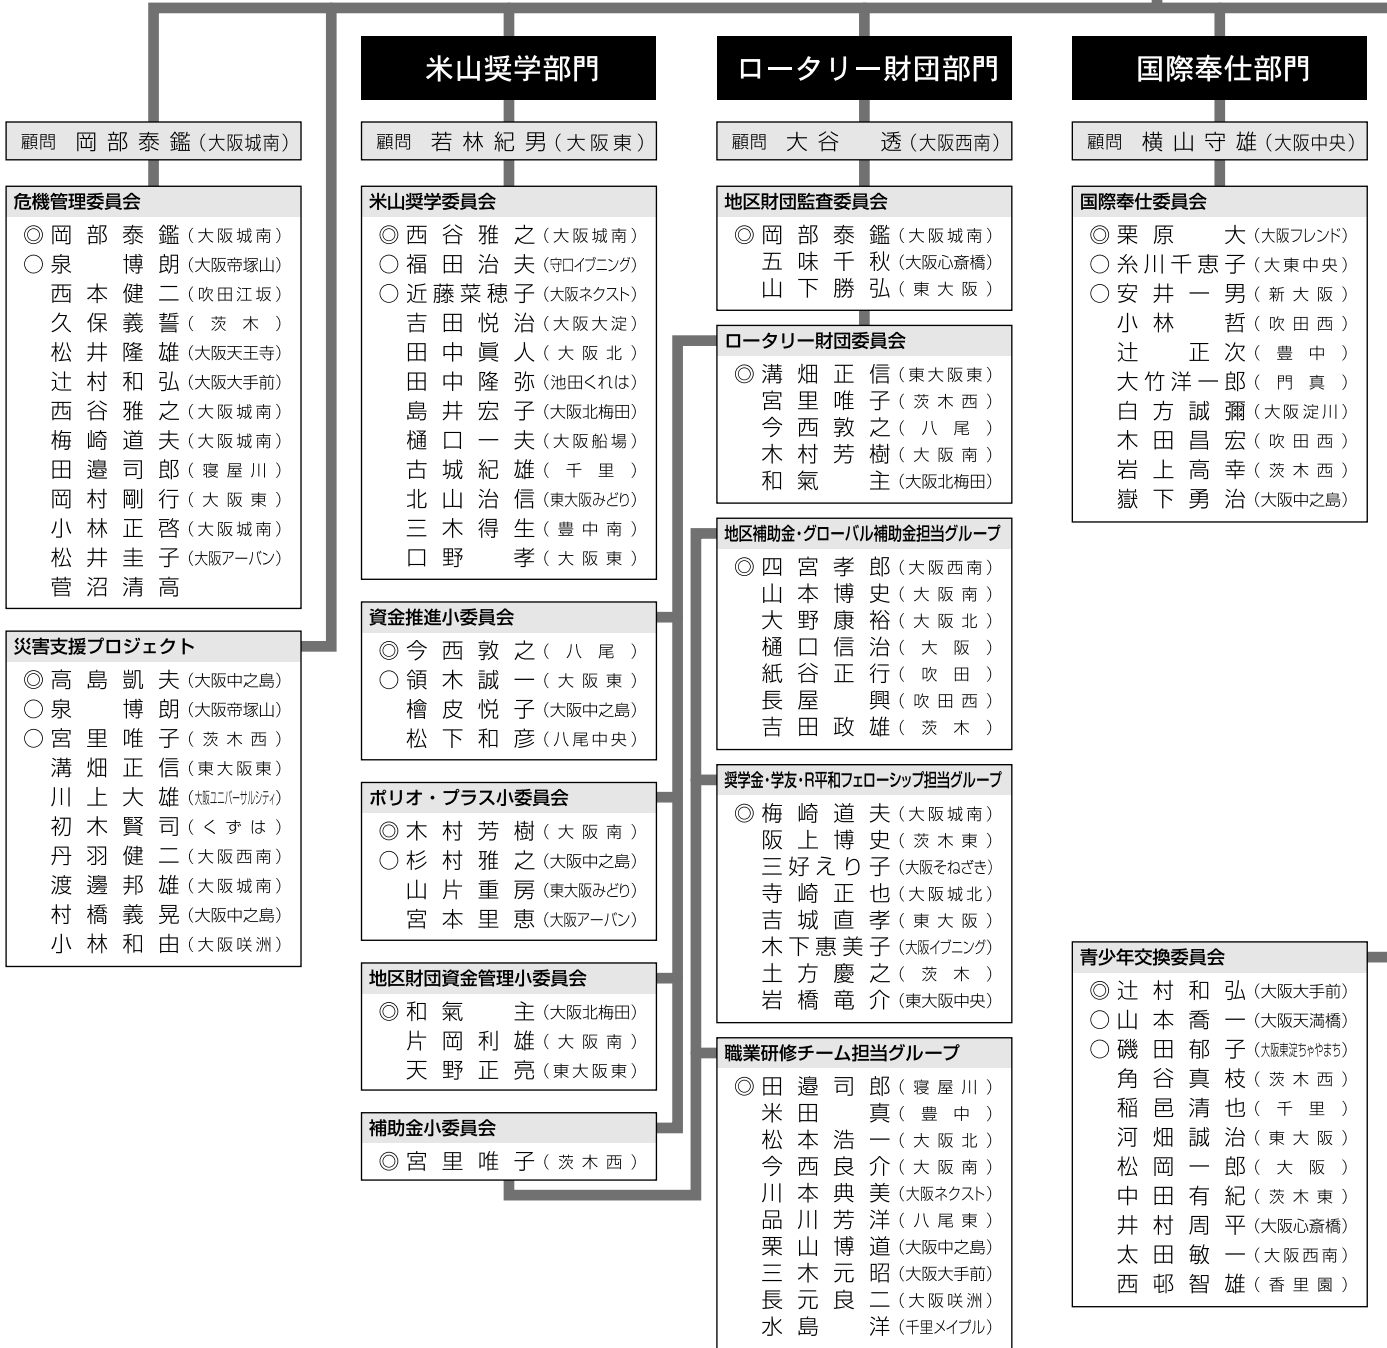 顧問 岡部泰鑑(大阪城南)
危機管理委員会
◎岡部泰鑑(大阪城南)
○泉 博朗(大阪帝塚山)
西本健二(吹田江坂)
久保義誓(茨木)
松井隆雄(大阪天王寺)
辻村和弘(大阪大手前)
西谷雅之(大阪城南)
梅崎道夫(大阪城南)
田邉司郎(寝屋川)
岡村剛行(大阪東)
小林正啓(大阪城南)
松井圭子(大阪アーバン)
菅沼清高
災害支援プロジェクト
◎高島凱夫(大阪中之島)
○泉 博朗(大阪帝塚山)
○宮里唯子(茨木西)
溝畑正信(東大阪東)
川上大雄(大阪ユニバーサルシティ)
初木賢司(くずは)
丹羽健二(大阪西南)
渡邊邦雄(大阪城南)
村橋義晃(大阪中之島)
小林和由(大阪咲洲)
米山奨学部門
顧問 若林紀男(大阪東)
米山奨学委員会
◎西谷雅之(大阪城南)
○福田治夫(守口イブニング)
○近藤菜穂子(大阪ネクスト)
吉田悦治(大阪大淀)
田中眞人(大阪北)
田中隆弥(池田くれは)
島井宏子(大阪北梅田)
樋口一夫(大阪船場)
古城紀雄(千里)
北山治信(東大阪みどり)
三木得生(豊中南)
口野 孝(大阪東)
資金推進小委員会
◎今西敦之(八尾)
○領木誠一(大阪東)
檜皮悦子(大阪中之島)
松下和彦(八尾中央)
ポリオ・プラス小委員会
◎木村芳樹(大阪南)
○杉村雅之(大阪中之島)
山片重房(東大阪みどり)
宮本里恵(大阪アーバン)
地区財団資金管理小委員会
◎和氣 主(大阪北梅田)
片岡利雄(大阪南)
天野正亮(東大阪東)
補助金小委員会
◎宮里唯子(茨木西)
ロータリー財団部門
顧問 大谷 透(大阪西南)
地区財団監査委員会
◎岡部泰鑑(大阪城南)
五味千秋(大阪心斎橋)
山下勝弘(東大阪)
ロータリー財団委員会
◎溝畑正信(東大阪東)
宮里唯子(茨木西)
今西敦之(八尾)
木村芳樹(大阪南)
和氣 主(大阪北梅田)
地区補助金・グローバル補助金担当グループ
◎四宮孝郎(大阪西南)
山本博史(大阪南)
大野康裕(大阪北)
樋口信治(大阪)
紙谷正行(吹田)
長屋 興(吹田西)
吉田政雄(茨木)
奨学金・学友・R平和フェローシップ担当グループ
◎梅崎道夫(大阪城南)
阪上博史(茨木東)
三好えり子(大阪そねざき)
寺崎正也(大阪城北)
吉城直孝(東大阪)
木下惠美子(大阪イブニング)
土方慶之(茨木)
岩橋竜介(東大阪中央)
職業研修チーム担当グループ
◎田邉司郎(寝屋川)
米田 真(豊中)
松本浩一(大阪北)
今西良介(大阪南)
川本典美(大阪ネクスト)
品川芳洋(八尾東)
栗山博道(大阪中之島)
三木元昭(大阪大手前)
長元良二(大阪咲洲)
水島 洋(千里メイプル)
国際奉仕部門
顧問 横山守雄(大阪中央)
国際奉仕委員会
◎栗原 大(大阪フレンド)
○糸川千恵子(大東中央)
○安井一男(新大阪)
小林 哲(吹田西)
辻 正次(豊中)
大竹洋一郎(門真)
白方誠彌(大阪淀川)
木田昌宏(吹田西)
岩上高幸(茨木西)
嶽下勇治(大阪中之島)
青少年交換委員会
◎辻村和弘(大阪大手前)
○山本喬一(大阪天満橋)
○磯田郁子(大阪東淀ちゃやまち)
角谷真枝(茨木西)
稲邑清也(千里)
河畑誠治(東大阪)
松岡一郎(大阪)
中田有紀(茨木東)
井村周平(大阪心斎橋)
太田敏一(大阪西南)
西邨智雄(香里園)